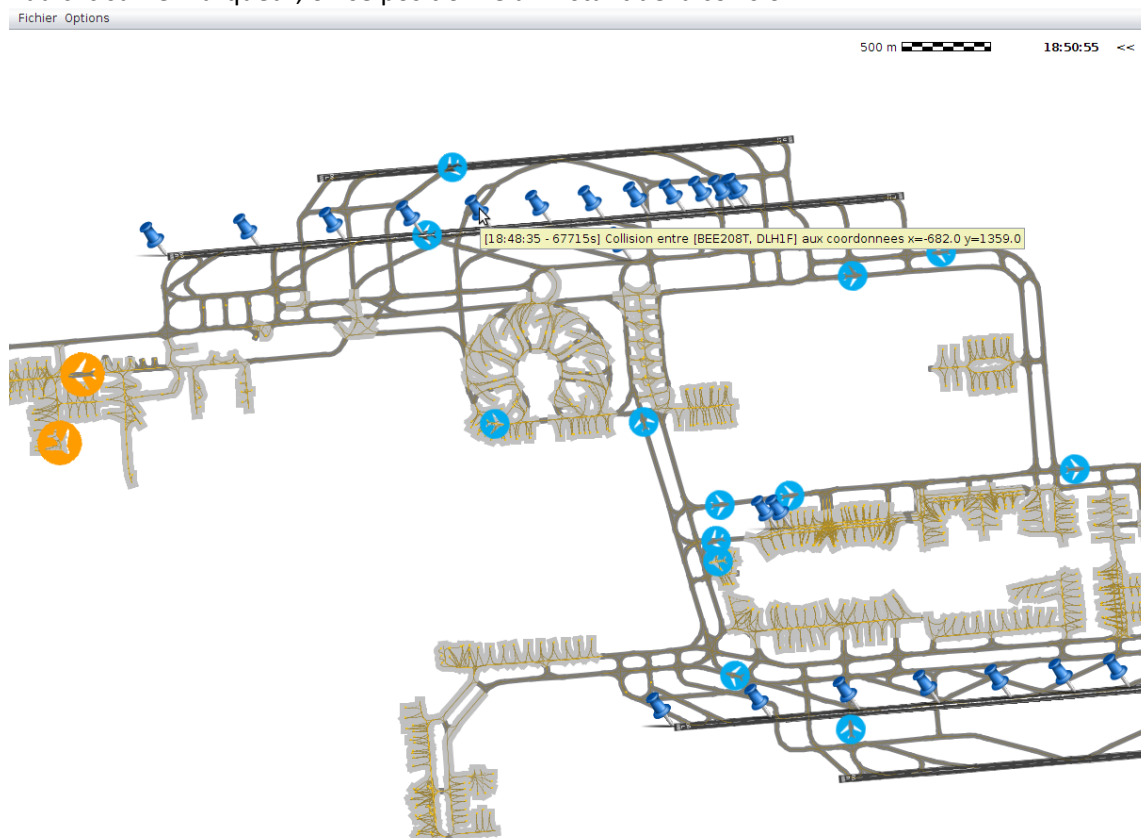 Fichier Options
500 m 18:50:55 <<
[18:48:35 - 67715s] Collision entre [BEE208T, DLH1F] aux coordonnees x=-682.0 y=1359.0